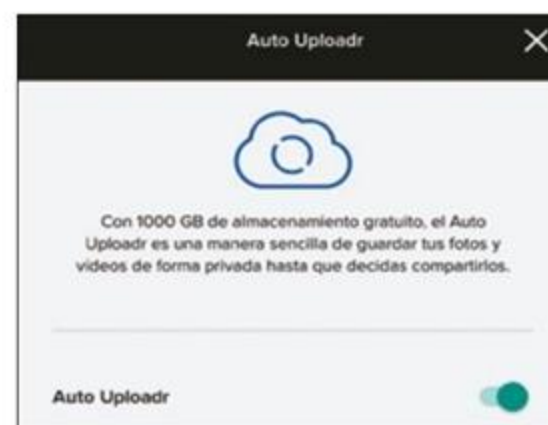 Auto Uploadr
Con 1000 GB de almacenamiento gratuito, el Auto
Uploadr es una manera sencilla de guardar tus fotos y
vídeos de forma privada hasta que decidas compartirlos.
Auto Uploadr